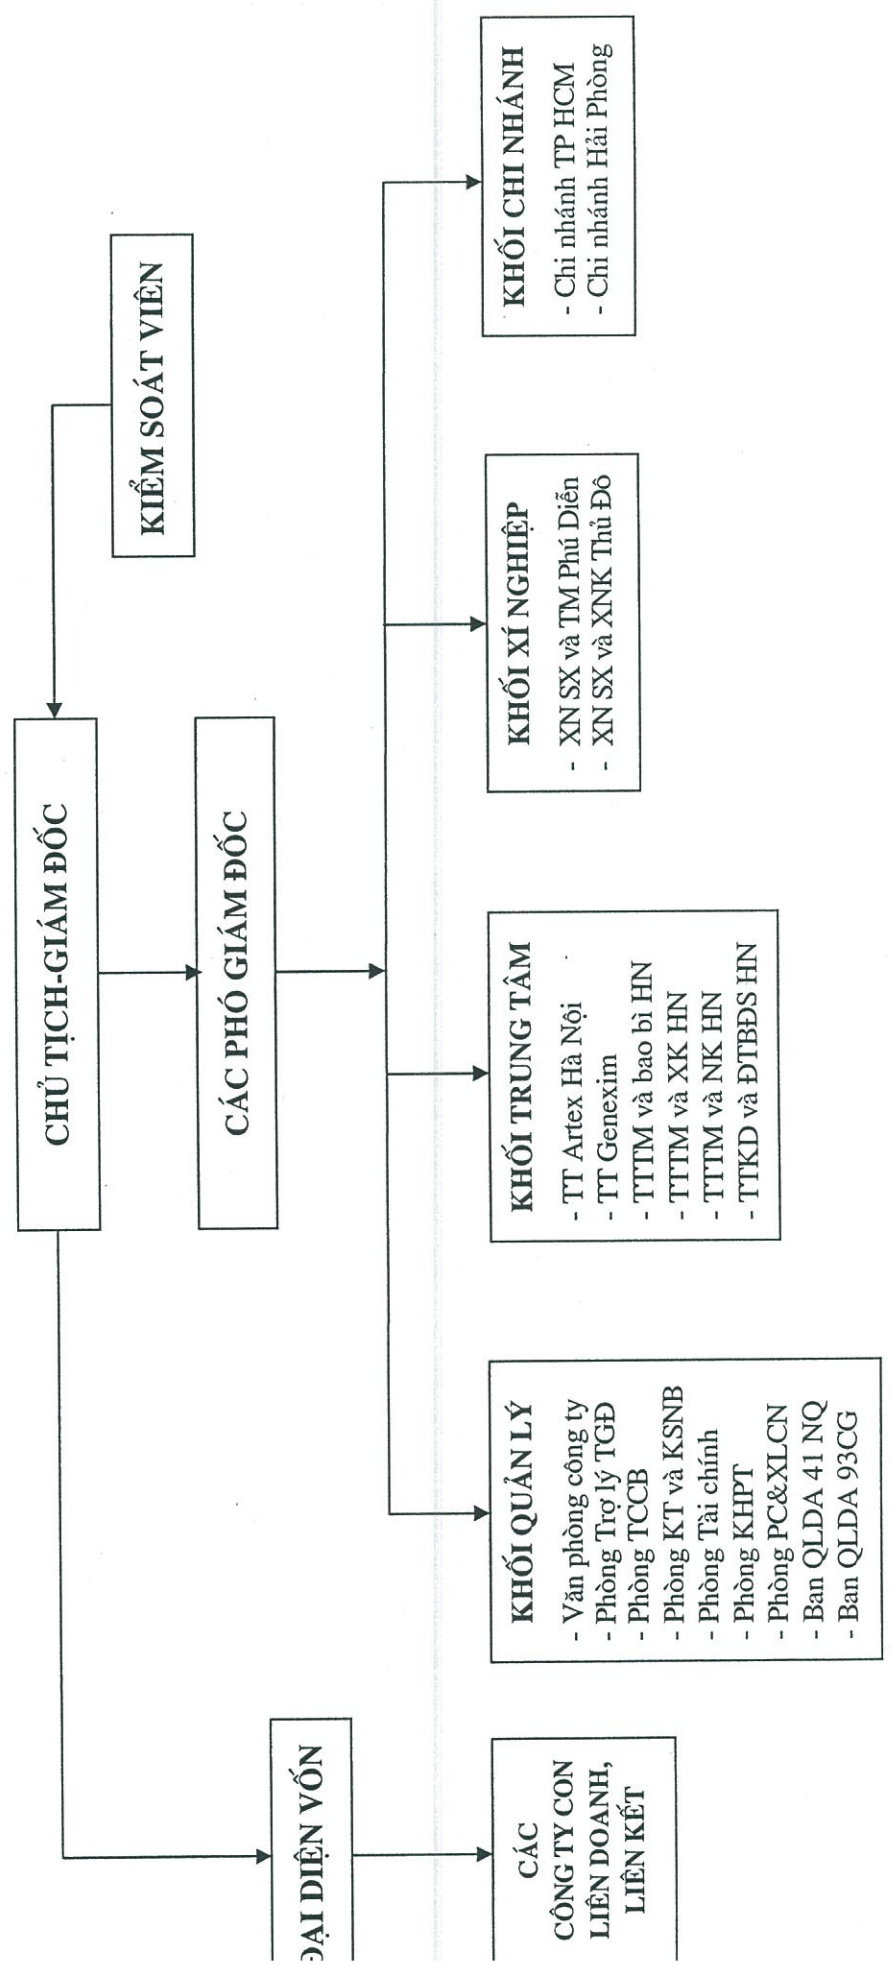 CHỦ TỊCH-GIÁM ĐỐC
KIỂM SOÁT VIÊN
CÁC PHÓ GIÁM ĐỐC
ĐẠI DIỆN VỐN
CÁC
CÔNG TY CON
LIÊN DOANH,
LIÊN KẾT
KHỐI QUẢN LÝ
- Văn phòng công ty
- Phòng Trợ lý TGĐ
- Phòng TCCB
- Phòng KT và KSNB
- Phòng Tài chính
- Phòng KHPT
- Phòng PC&XLCN
- Ban QLDA 41 NQ
- Ban QLDA 93CG
KHỐI TRUNG TÂM
- TT Artex Hà Nội
- TT Genexim
- TTTM và bao bì HN
- TTTM và XK HN
- TTTM và NK HN
- TTKD và ĐTBĐS HN
KHỐI XÍ NGHIỆP
- XN SX và TM Phú Diễn
- XN SX và XNK Thủ Đô
KHỐI CHI NHÁNH
- Chi nhánh TP HCM
- Chi nhánh Hải Phòng